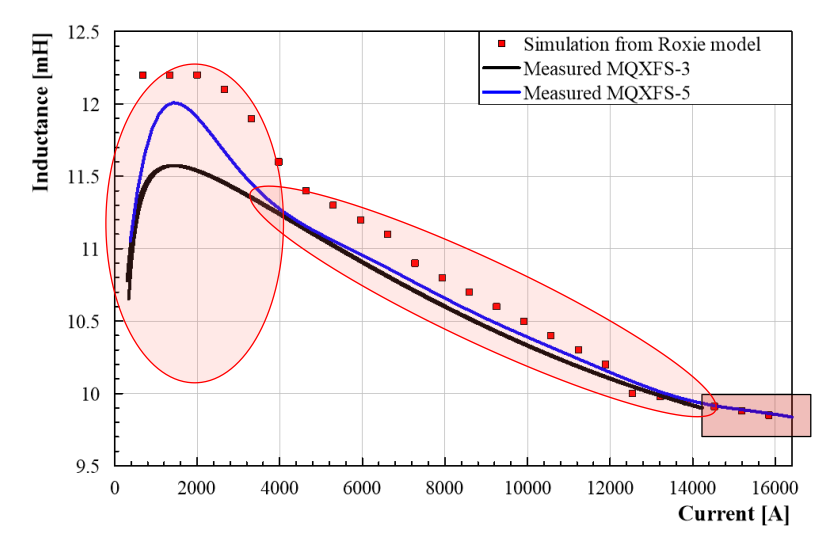 Inductance [mH]
12.5
12
11.5
11
10.5
10
9.5
Simulation from Roxie model
Measured MQXFS-3
Measured MQXFS-5
0 2000 4000 6000 8000 10000 12000 14000 16000
Current [A]